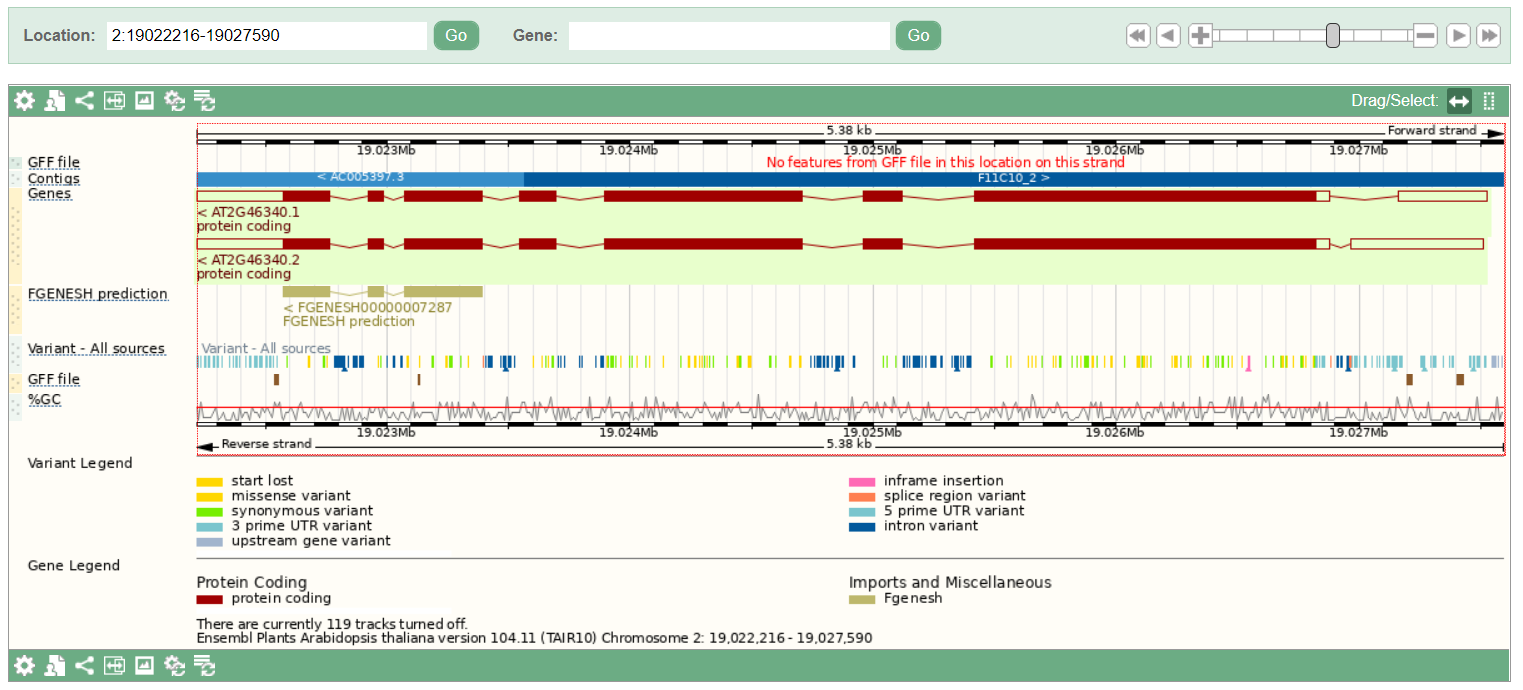 Location: 2:19022216-19027590 Go Gene: Go
Drag/Select:
5.38 kb Forward strand
19.023Mb 19.024Mb 19.025Mb 19.026Mb 19.027Mb
GFF file No features from GFF file in this location on this strand
Contigs < AC005397.3 F11C10_2 >
Genes
< AT2G46340.1
protein coding
< AT2G46340.2
protein coding
FGENESH prediction
< FGENESH00000007287
FGENESH prediction
Variant - All sources Variant - All sources
GFF file
%GC
19.023Mb 19.024Mb 19.025Mb 19.026Mb 19.027Mb
Reverse strand 5.38 kb
Variant Legend
start lost inframe insertion
missense variant splice region variant
synonymous variant 5 prime UTR variant
3 prime UTR variant intron variant
upstream gene variant
Gene Legend
Protein Coding Imports and Miscellaneous
protein coding Fgenesh
There are currently 119 tracks turned off.
Ensembl Plants Arabidopsis thaliana version 104.11 (TAIR10) Chromosome 2: 19,022,216 - 19,027,590